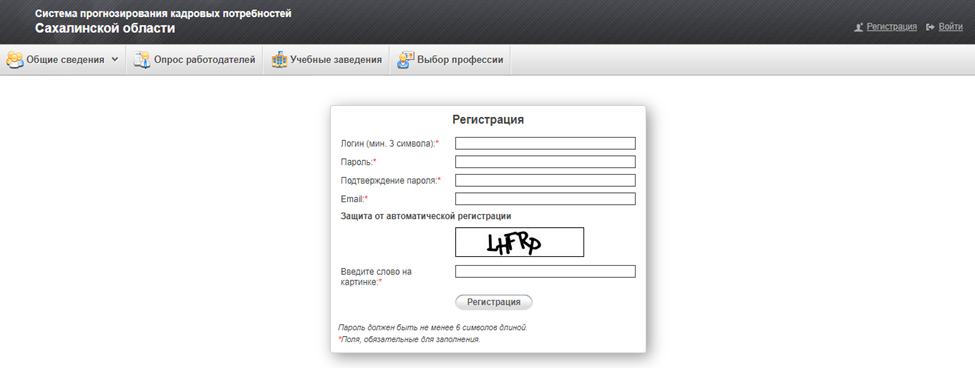 Система прогнозирования кадровых потребностей
Сахалинской области
Регистрация Войти
Общие сведения Опрос работодателей Учебные заведения Выбор профессии
Регистрация
Логин (мин. 3 символа):*
Пароль:*
Подтверждение пароля:*
Email:*
Защита от автоматической регистрации
LHFRP
Введите слово на
картинке:*
Регистрация
Пароль должен быть не менее 6 символов длиной.
*Поля, обязательные для заполнения.